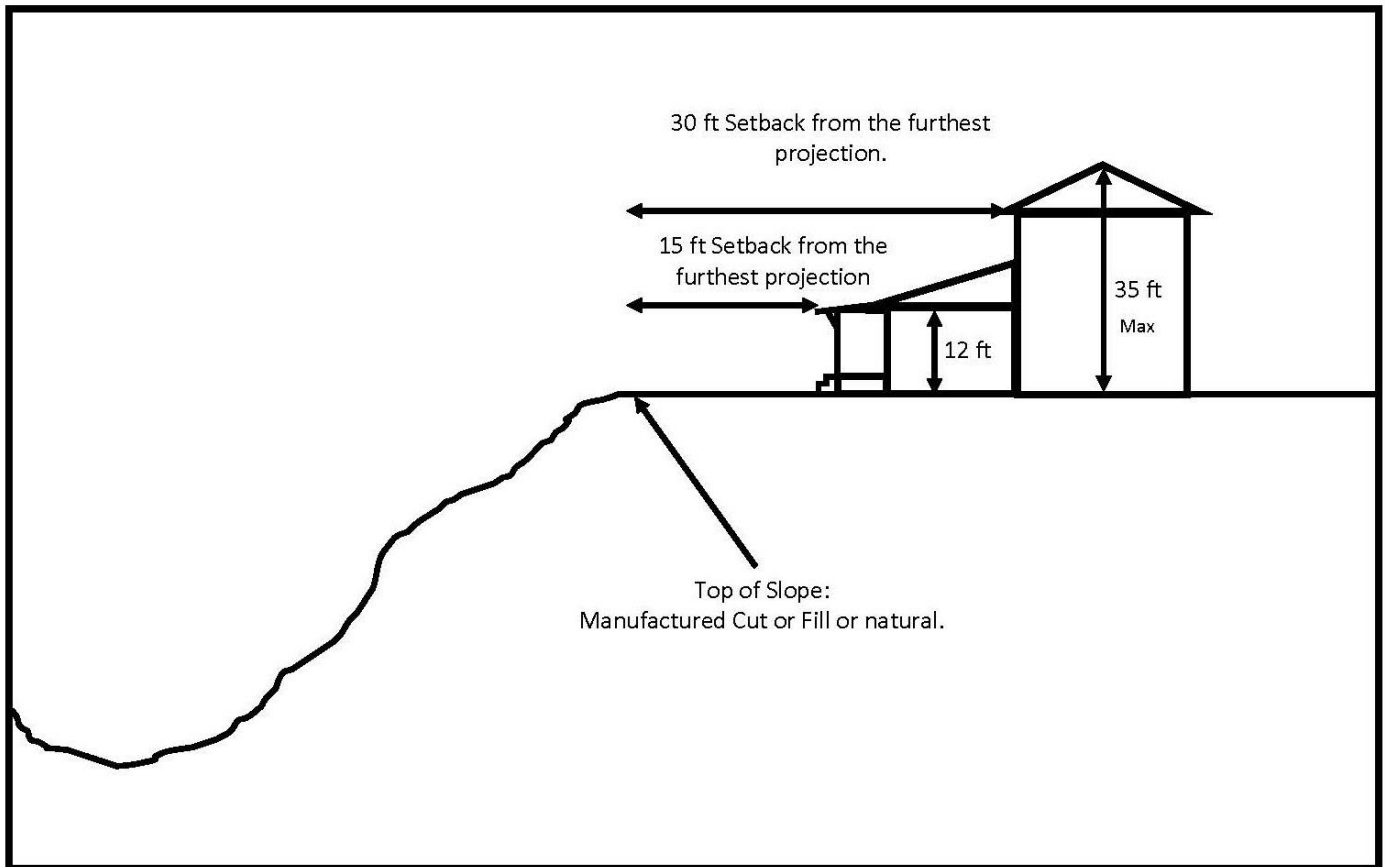 30 ft Setback from the furthest
projection.
15 ft Setback from the
furthest projection
35 ft
Max
12 ft
Top of Slope:
Manufactured Cut or Fill or natural.